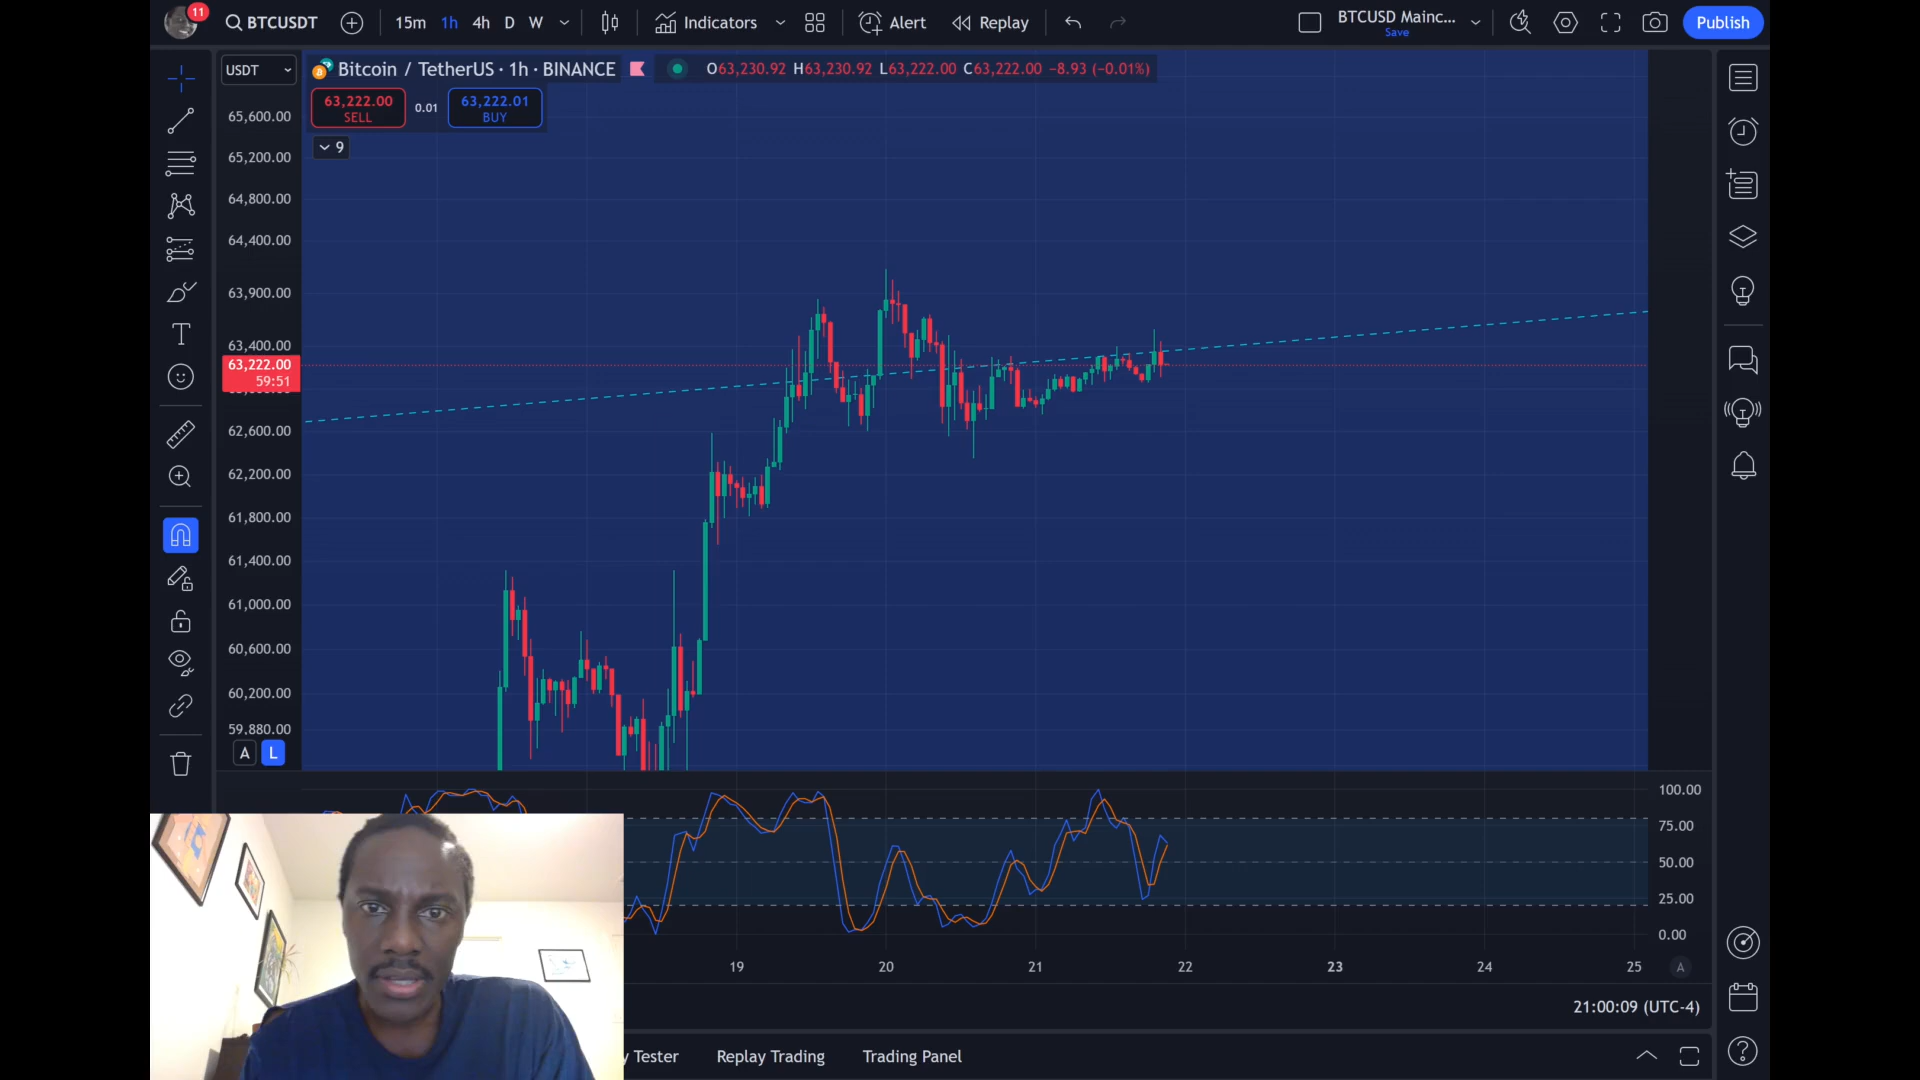 11
BTCUSDT
15m 1h 4h D W
Indicators
Alert
Replay
BTCUSD Mainc...
Save
Publish
USDT
Bitcoin / TetherUS · 1h · BINANCE
O63,230.92 H63,230.92 L63,222.00 C63,222.00 −8.93 (−0.01%)
63,222.00
SELL
0.01
63,222.01
BUY
9
65,600.00
65,200.00
64,800.00
64,400.00
63,900.00
63,400.00
63,222.00
59:51
62,600.00
62,200.00
61,800.00
61,400.00
61,000.00
60,600.00
60,200.00
59,880.00
A L
100.00
75.00
50.00
25.00
0.00
19 20 21 22 23 24 25 A
21:00:09 (UTC-4)
y Tester Replay Trading Trading Panel